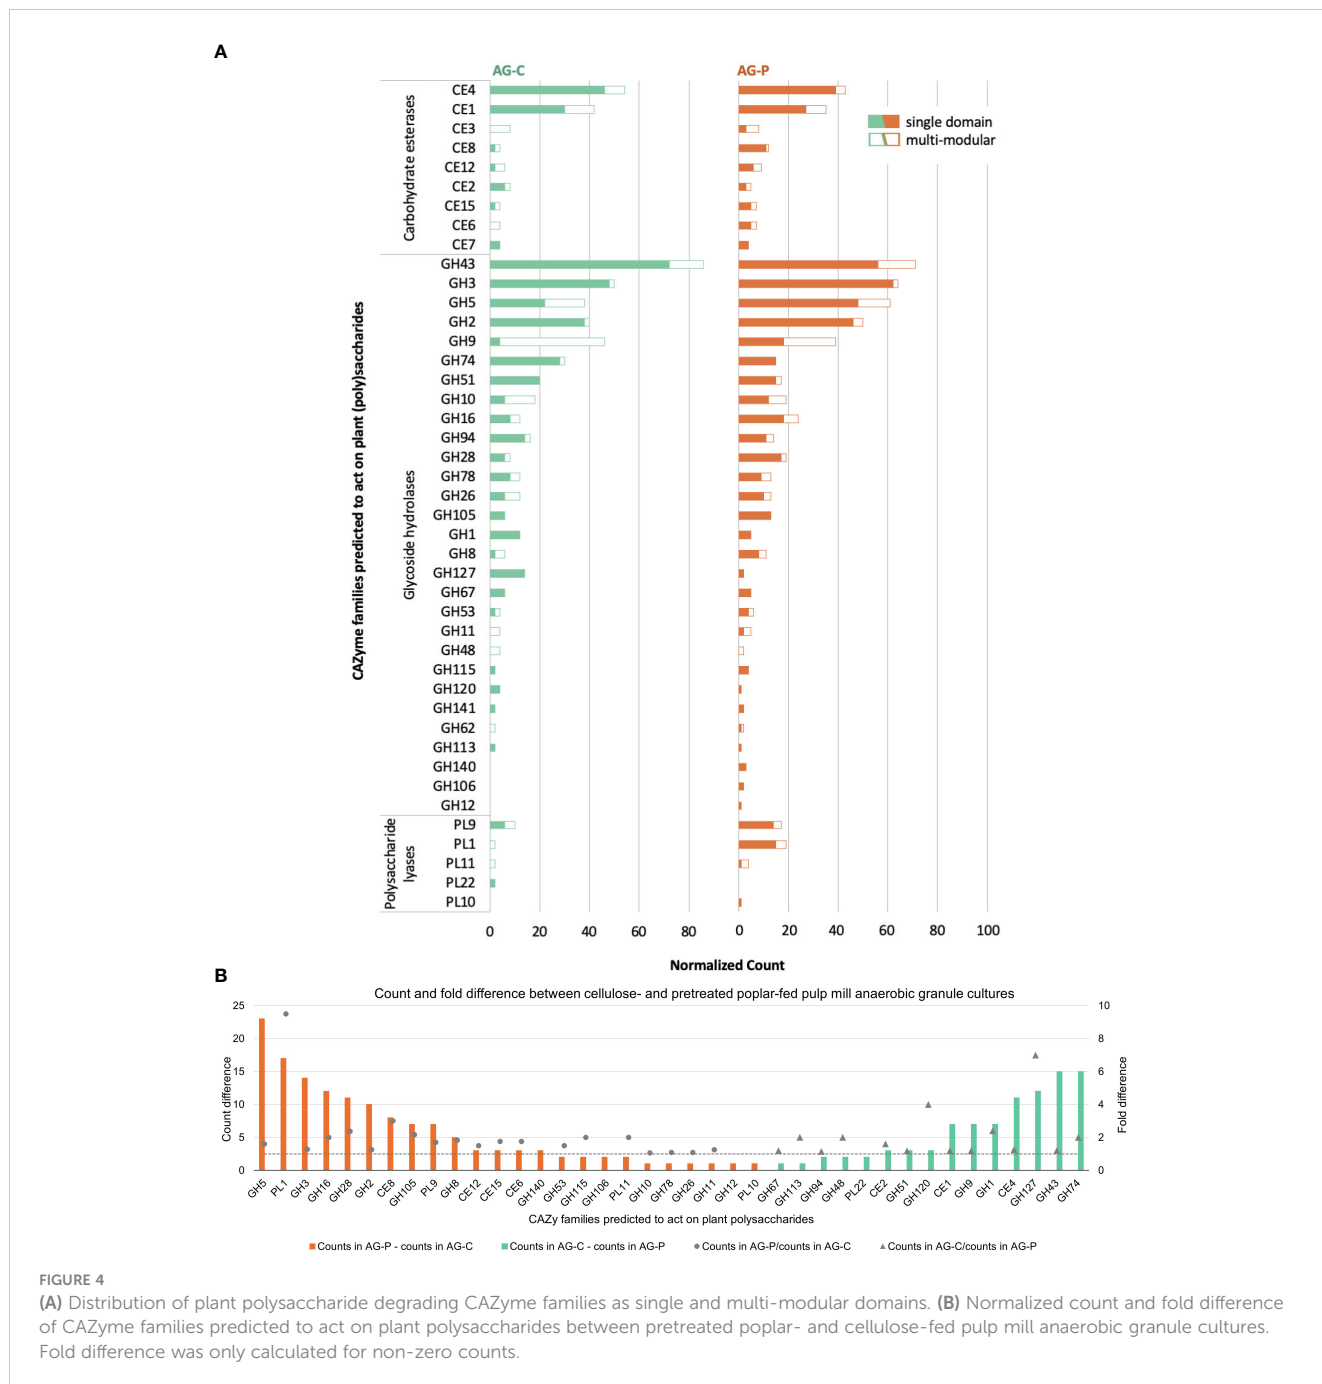 A
AG-C
AG-P
single domain
multi-modular
CAZyme families predicted to act on plant (poly)saccharides
Carbohydrate esterases
CE4
CE1
CE3
CE8
CE12
CE2
CE15
CE6
CE7
Glycoside hydrolases
GH43
GH3
GH5
GH2
GH9
GH74
GH51
GH10
GH16
GH94
GH28
GH78
GH26
GH105
GH1
GH8
GH127
GH67
GH53
GH11
GH48
GH115
GH120
GH141
GH62
GH113
GH140
GH106
GH12
Polysaccharide
lyases
PL9
PL1
PL11
PL22
PL10
0 20 40 60 80 0 20 40 60 80 100
Normalized Count
B
Count and fold difference between cellulose- and pretreated poplar-fed pulp mill anaerobic granule cultures
Count difference
25
20
15
10
5
0
Fold difference
10
8
6
4
2
0
GH5 PL1 GH3 GH16 GH28 GH2 CE8 GH105 PL9 GH8 CE12 CE15 CE6 GH140 GH53 GH115 GH106 PL11 GH10 GH78 GH26 GH11 GH12 PL10 GH67 GH113 GH94 GH48 PL22 CE2 GH51 GH120 CE1 GH9 GH1 CE4 GH127 GH43 GH74
CAZy families predicted to act on plant polysaccharides
Counts in AG-P - counts in AG-C
Counts in AG-C - counts in AG-P
Counts in AG-P/counts in AG-C
Counts in AG-C/counts in AG-P
FIGURE 4
(A) Distribution of plant polysaccharide degrading CAZyme families as single and multi-modular domains. (B) Normalized count and fold difference
of CAZyme families predicted to act on plant polysaccharides between pretreated poplar- and cellulose-fed pulp mill anaerobic granule cultures.
Fold difference was only calculated for non-zero counts.